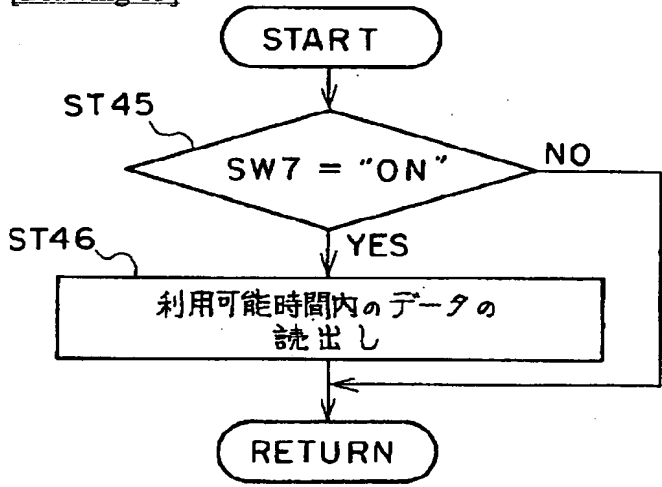 START
ST45
SW7 = "ON"
NO
YES
ST46
利用可能時間内のデータの
読出し
RETURN